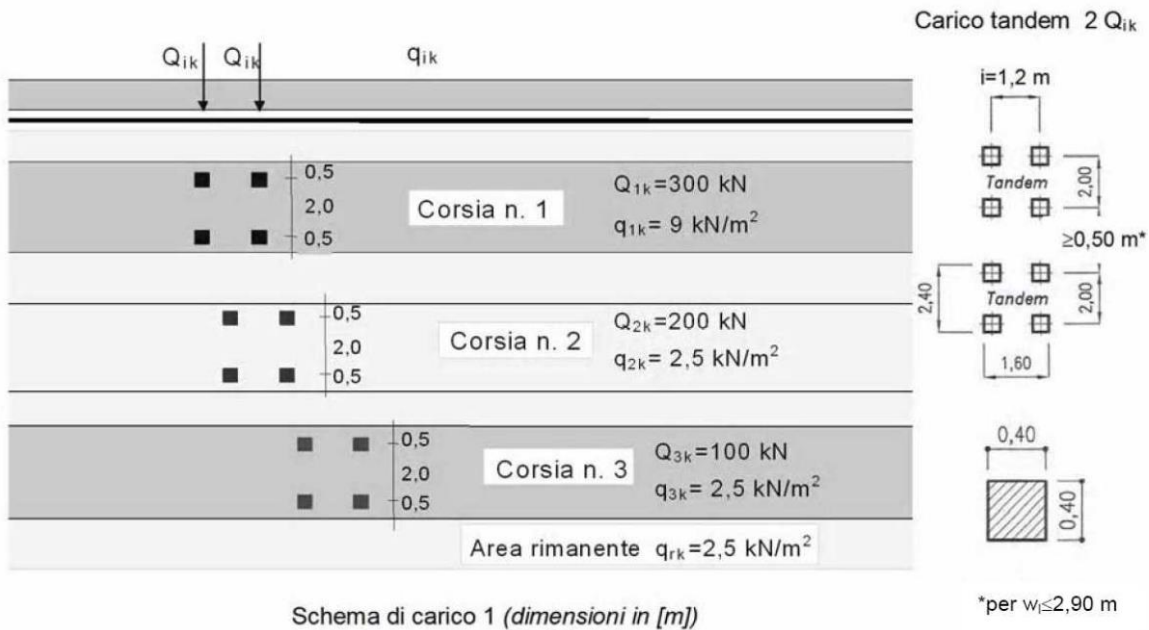 Carico tandem 2 Qik
Qik Qik qik
i=1,2 m
0,5
2,0
0,5
Corsia n. 1
Q1k=300 kN
q1k= 9 kN/m²
Tandem
2,00
≥0,50 m*
0,5
2,0
0,5
Corsia n. 2
Q2k=200 kN
q2k= 2,5 kN/m²
2,40
Tandem
2,00
1,60
0,5
2,0
0,5
Corsia n. 3
Q3k=100 kN
q3k= 2,5 kN/m²
0,40
0,40
Area rimanente qrk=2,5 kN/m²
Schema di carico 1 (dimensioni in [m])
*per wl≤2,90 m